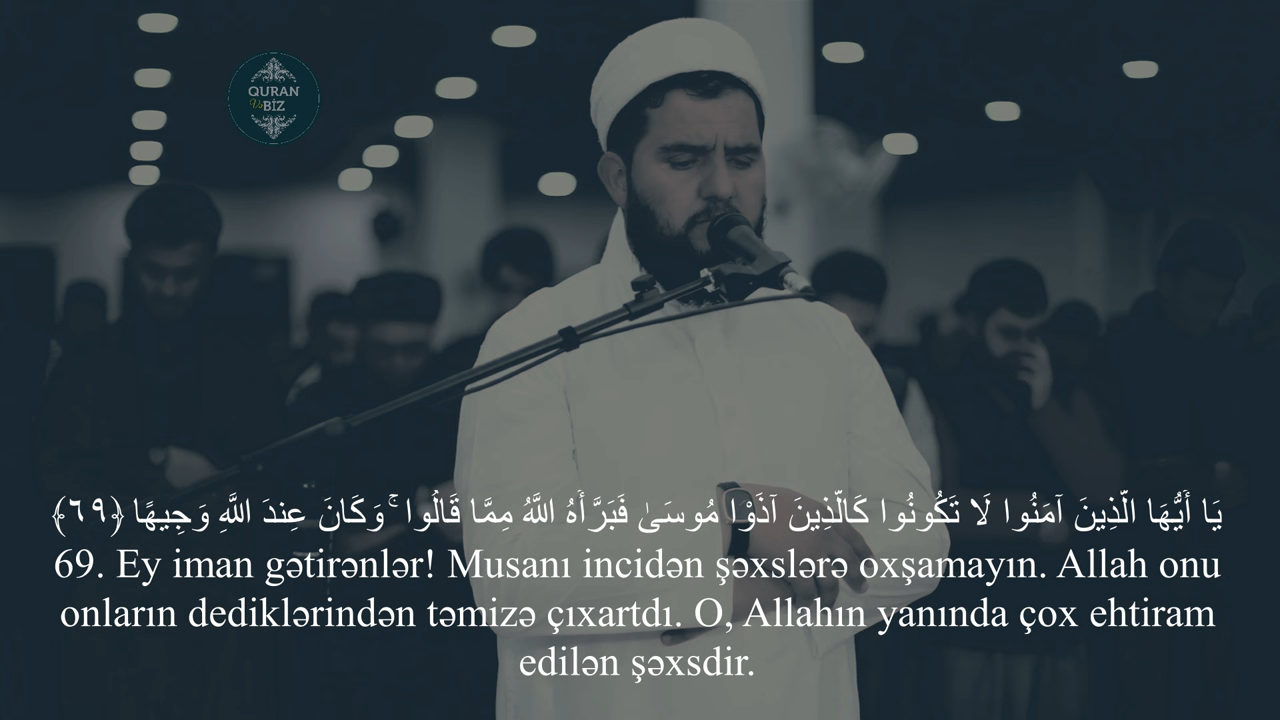 QURAN
Və BİZ
يَا أَيُّهَا الَّذِينَ آمَنُوا لَا تَكُونُوا كَالَّذِينَ آذَوْا مُوسَىٰ فَبَرَّأَهُ اللَّهُ مِمَّا قَالُوا ۚ وَكَانَ عِندَ اللَّهِ وَجِيهًا ﴿٦٩﴾
69. Ey iman gətirənlər! Musanı incidən şəxslərə oxşamayın. Allah onu
onların dediklərindən təmizə çıxartdı. O, Allahın yanında çox ehtiram
edilən şəxsdir.